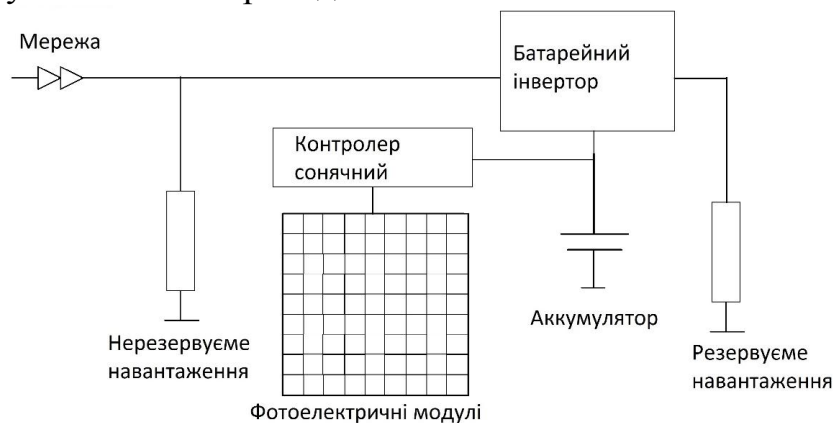 Мережа
Батарейний
інвертор
Контролер
сонячний
Нерезервуєме
навантаження
Аккумулятор
Резервуєме
навантаження
Фотоелектричні модулі